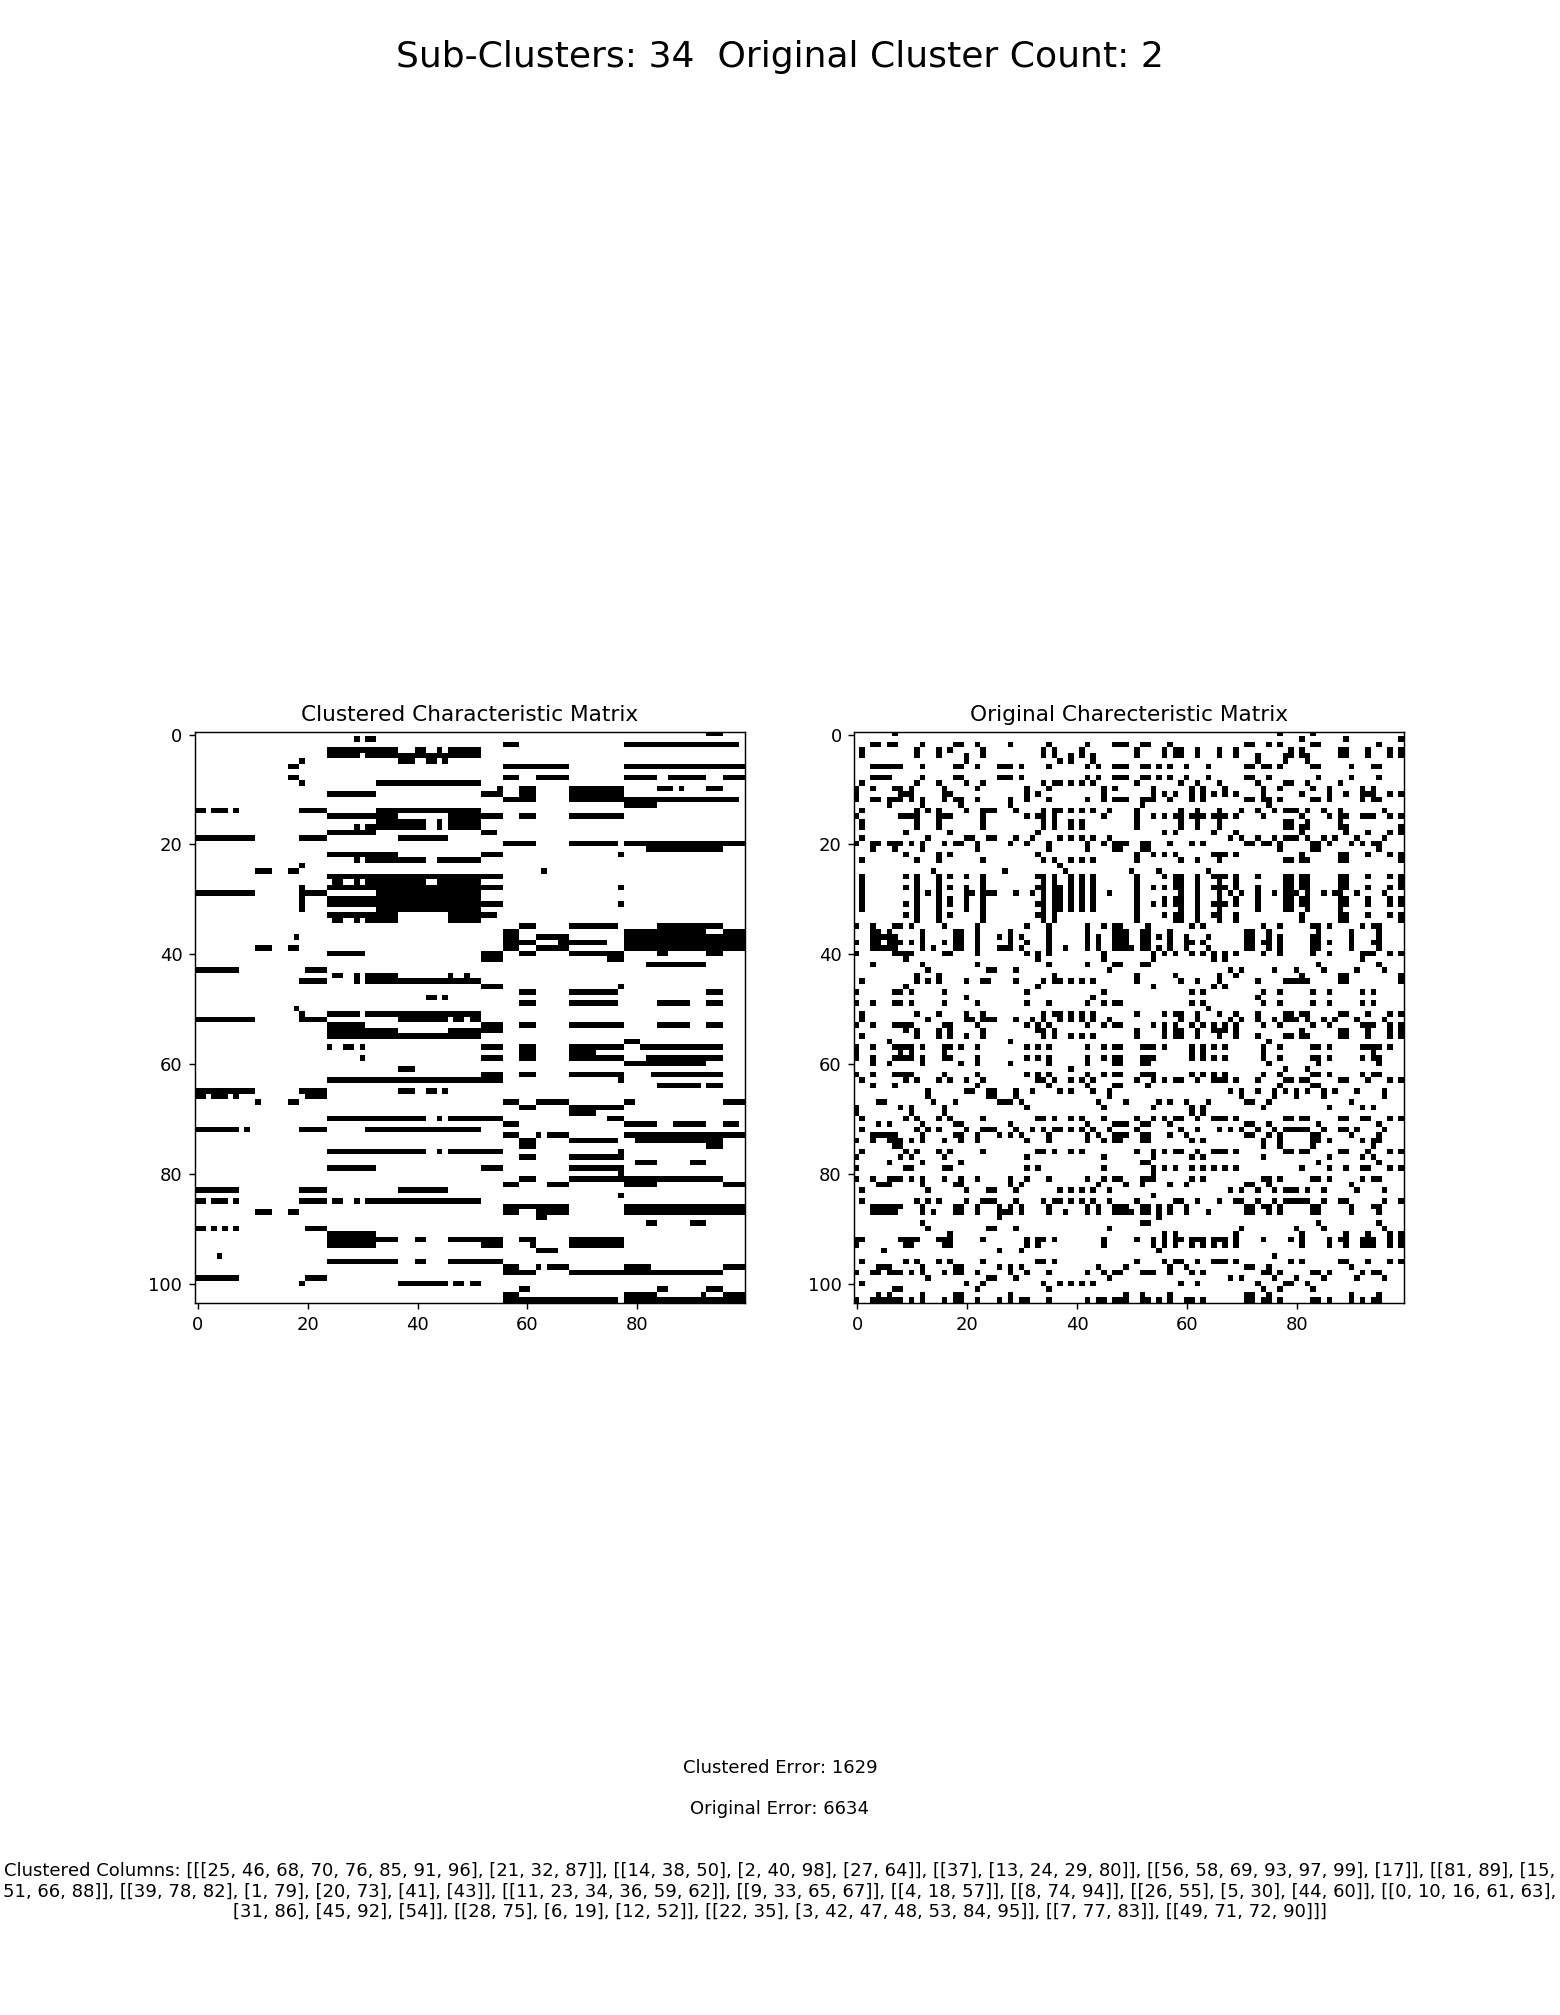 Sub-Clusters: 34  Original Cluster Count: 2
Clustered Characteristic Matrix
0
20
40
60
80
100
0 20 40 60 80
Original Charecteristic Matrix
0
20
40
60
80
100
0 20 40 60 80
Clustered Error: 1629
Original Error: 6634
Clustered Columns: [[[25, 46, 68, 70, 76, 85, 91, 96], [21, 32, 87]], [[14, 38, 50], [2, 40, 98], [27, 64]], [[37], [13, 24, 29, 80]], [[56, 58, 69, 93, 97, 99], [17]], [[81, 89], [15,
51, 66, 88]], [[39, 78, 82], [1, 79], [20, 73], [41], [43]], [[11, 23, 34, 36, 59, 62]], [[9, 33, 65, 67]], [[4, 18, 57]], [[8, 74, 94]], [[26, 55], [5, 30], [44, 60]], [[0, 10, 16, 61, 63],
[31, 86], [45, 92], [54]], [[28, 75], [6, 19], [12, 52]], [[22, 35], [3, 42, 47, 48, 53, 84, 95]], [[7, 77, 83]], [[49, 71, 72, 90]]]